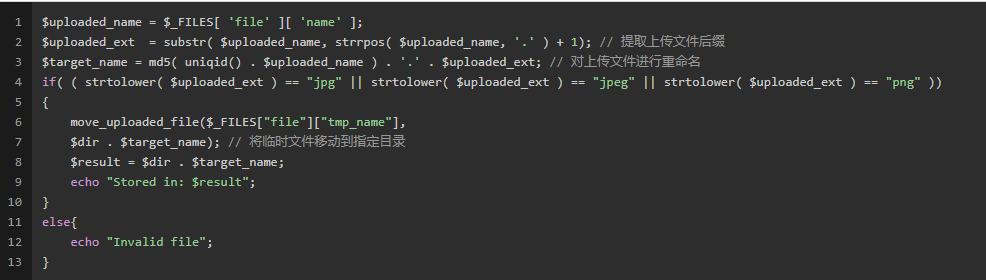 1 $uploaded_name = $_FILES[ 'file' ][ 'name' ];
2 $uploaded_ext  = substr( $uploaded_name, strrpos( $uploaded_name, '.' ) + 1); // 提取上传文件后缀
3 $target_name = md5( uniqid() . $uploaded_name ) . '.' . $uploaded_ext; // 对上传文件进行重命名
4 if( ( strtolower( $uploaded_ext ) == "jpg" || strtolower( $uploaded_ext ) == "jpeg" || strtolower( $uploaded_ext ) == "png" ))
5 {
6     move_uploaded_file($_FILES["file"]["tmp_name"],
7     $dir . $target_name); // 将临时文件移动到指定目录
8     $result = $dir . $target_name;
9     echo "Stored in: $result";
10 }
11 else{
12     echo "Invalid file";
13 }